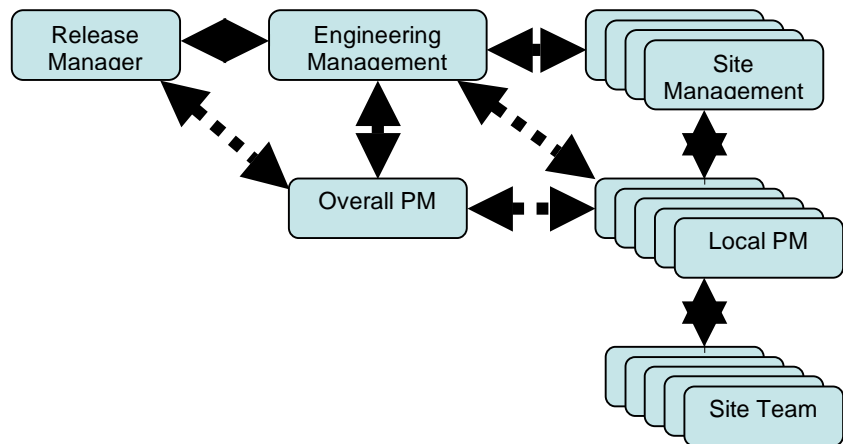 Release
Manager
Engineering
Management
Site
Management
Overall PM
Local PM
Site Team